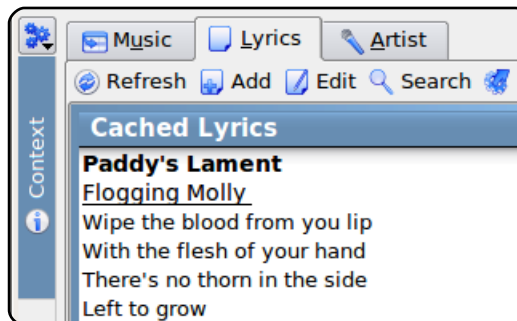 Music Lyrics Artist
Refresh Add Edit Search
Context
Cached Lyrics
Paddy's Lament
Flogging Molly
Wipe the blood from you lip
With the flesh of your hand
There's no thorn in the side
Left to grow